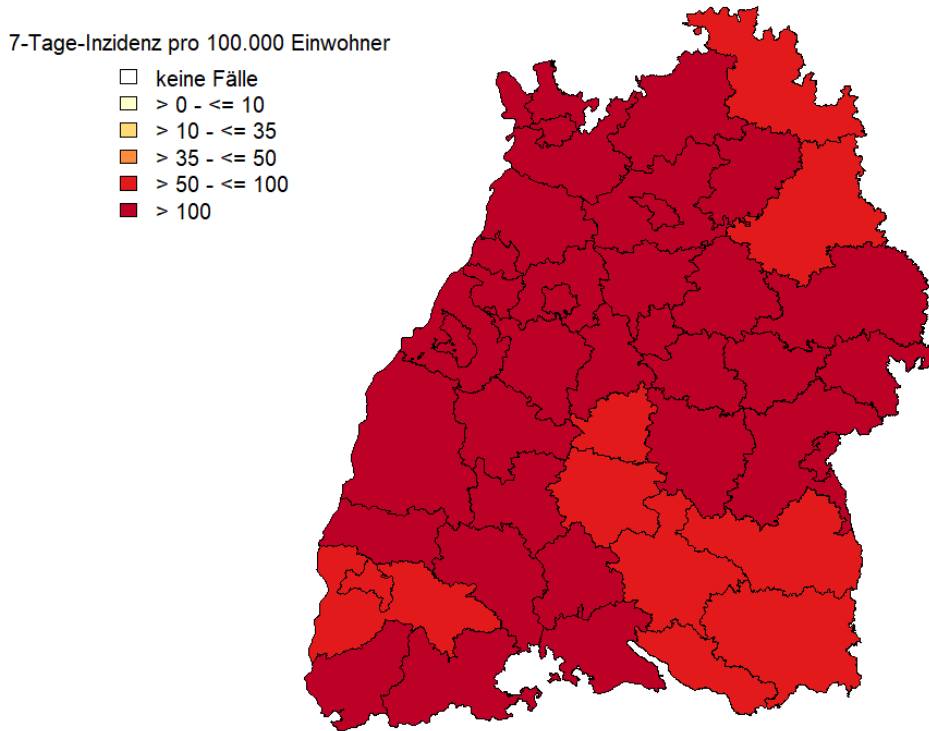 7-Tage-Inzidenz pro 100.000 Einwohner
keine Fälle
> 0 - <= 10
> 10 - <= 35
> 35 - <= 50
> 50 - <= 100
> 100